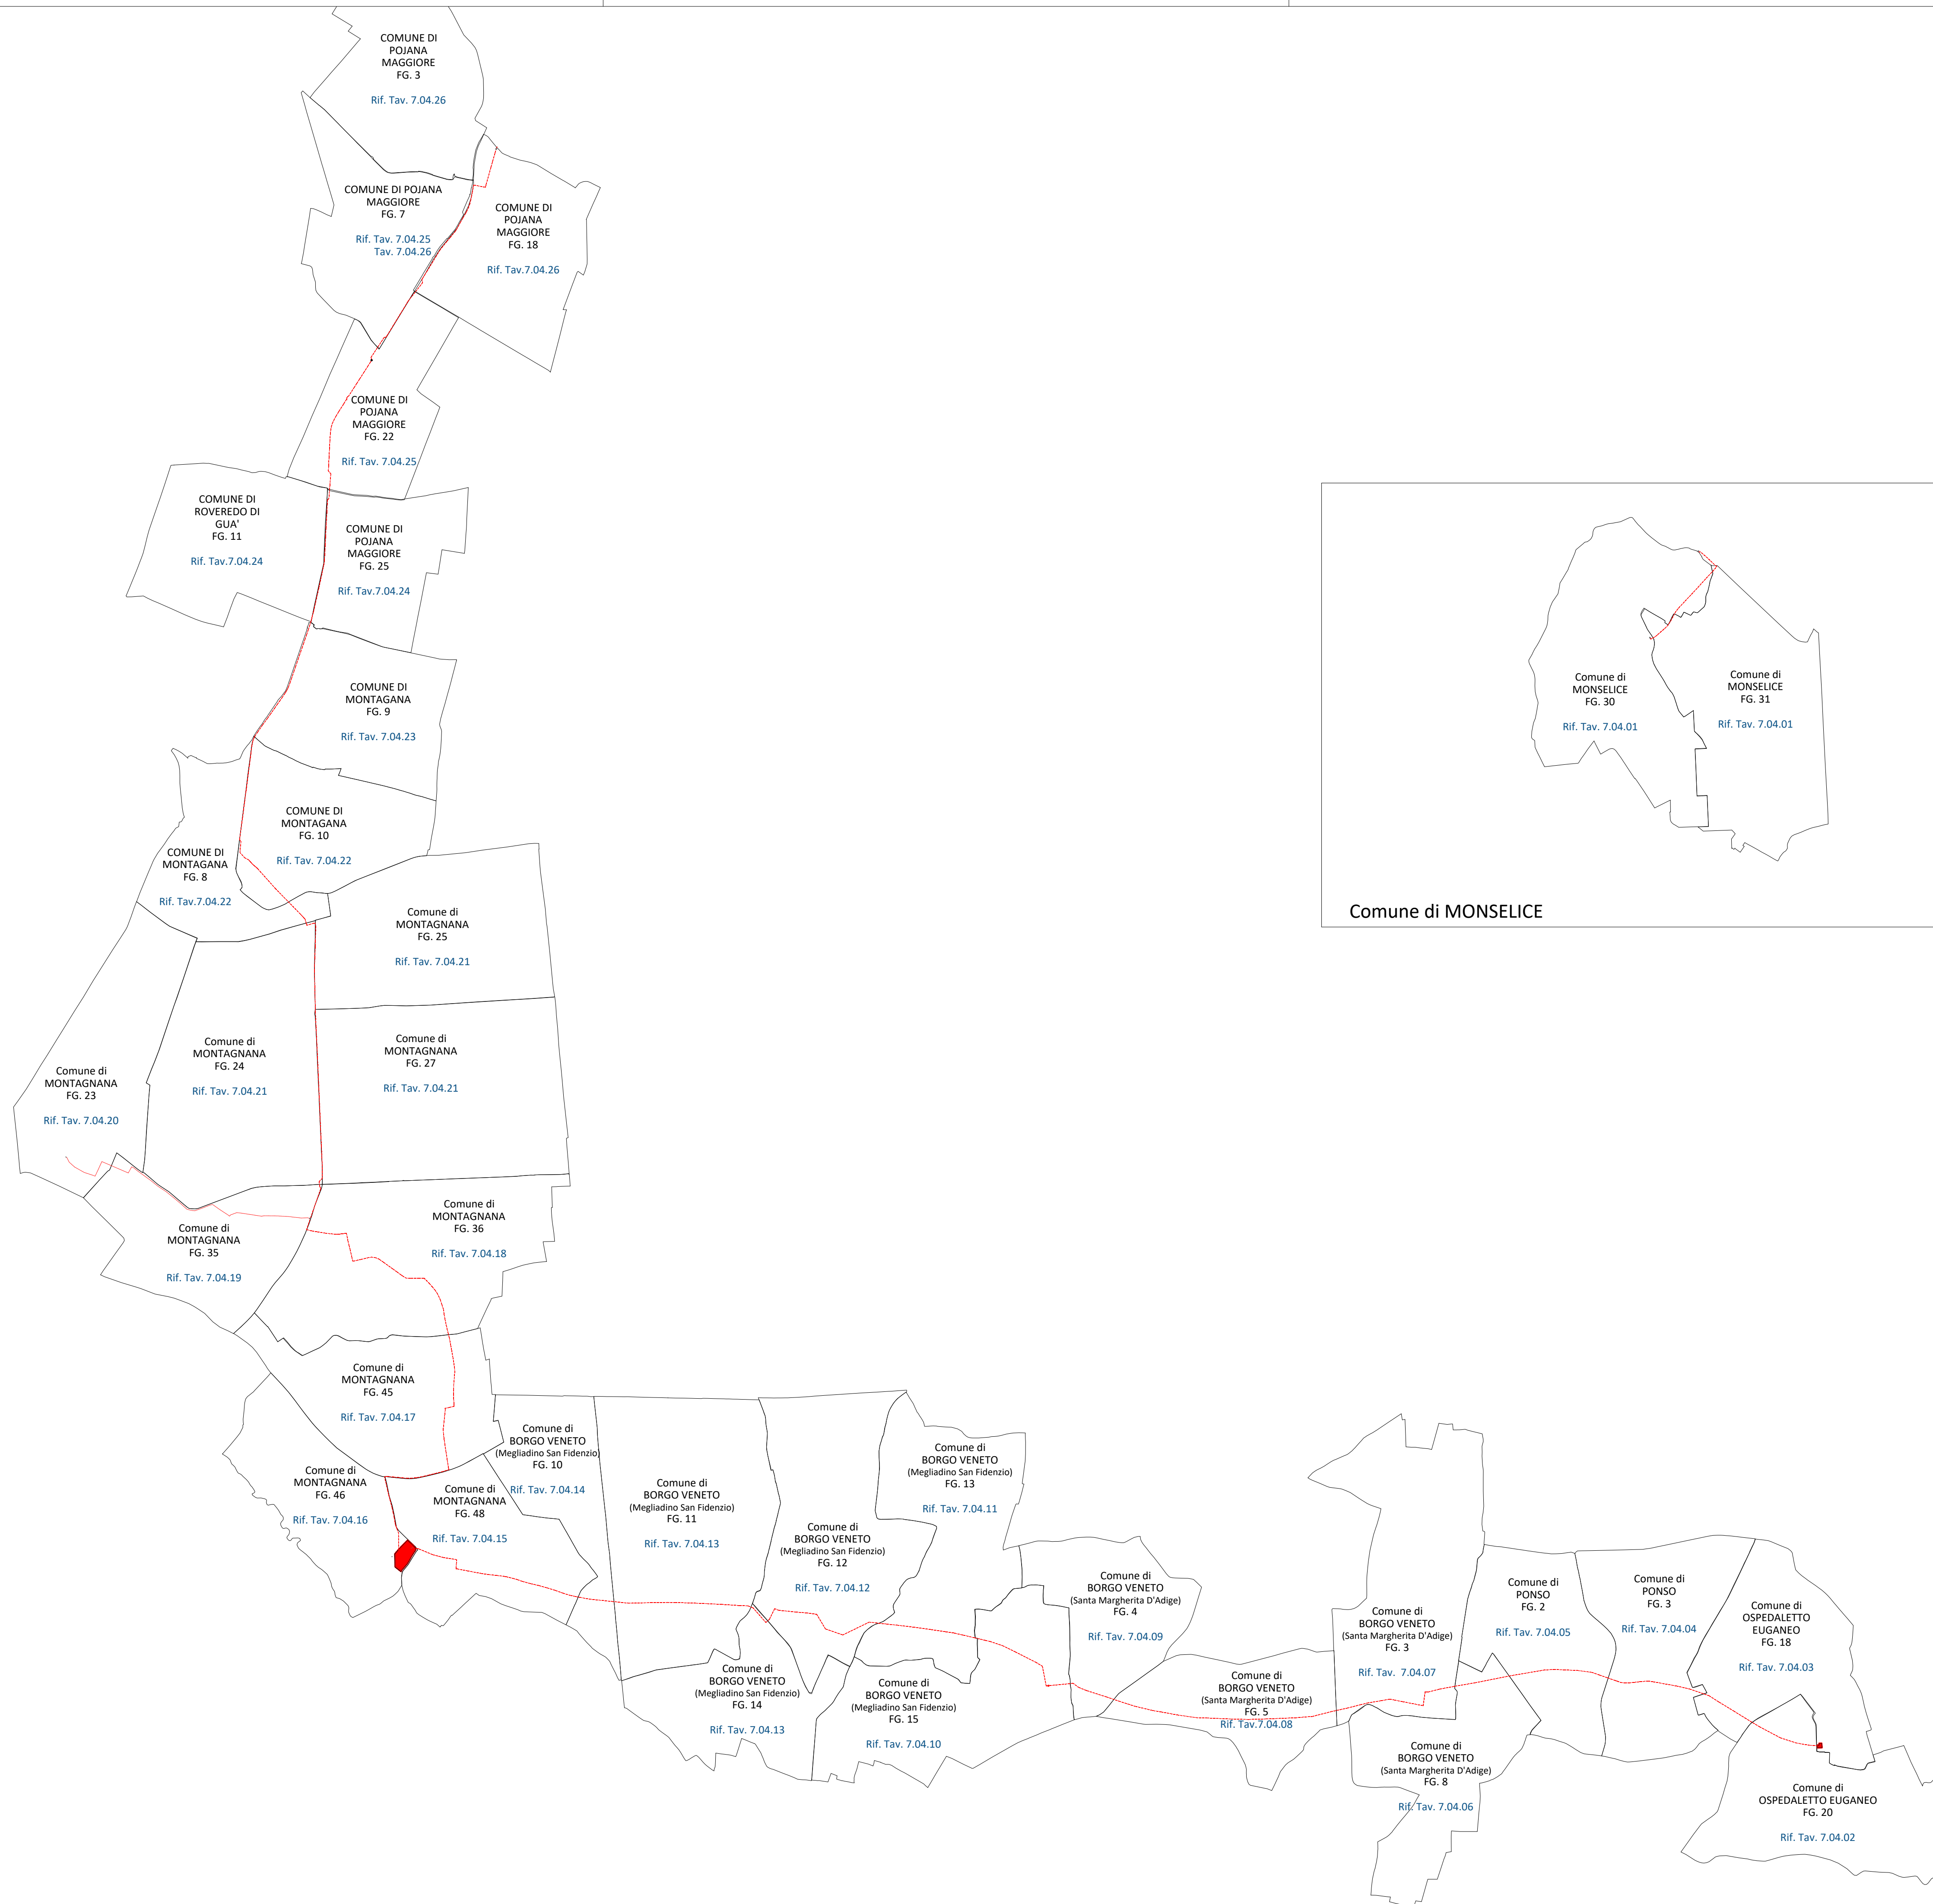 COMUNE DI
POJANA
MAGGIORE
FG. 3
Rif. Tav. 7.04.26
COMUNE DI POJANA
MAGGIORE
FG. 7
Rif. Tav. 7.04.25
Tav. 7.04.26
COMUNE DI
POJANA
MAGGIORE
FG. 18
Rif. Tav.7.04.26
COMUNE DI
POJANA
MAGGIORE
FG. 22
Rif. Tav. 7.04.25
COMUNE DI
ROVEREDO DI
GUA'
FG. 11
Rif. Tav.7.04.24
COMUNE DI
POJANA
MAGGIORE
FG. 25
Rif. Tav.7.04.24
COMUNE DI
MONTAGANA
FG. 9
Rif. Tav. 7.04.23
COMUNE DI
MONTAGANA
FG. 10
Rif. Tav. 7.04.22
COMUNE DI
MONTAGANA
FG. 8
Rif. Tav.7.04.22
Comune di
MONSELICE
FG. 30
Rif. Tav. 7.04.01
Comune di
MONSELICE
FG. 31
Rif. Tav. 7.04.01
Comune di MONSELICE
Comune di
MONTAGNANA
FG. 25
Rif. Tav. 7.04.21
Comune di
MONTAGNANA
FG. 24
Rif. Tav. 7.04.21
Comune di
MONTAGNANA
FG. 27
Rif. Tav. 7.04.21
Comune di
MONTAGNANA
FG. 23
Rif. Tav. 7.04.20
Comune di
MONTAGNANA
FG. 35
Rif. Tav. 7.04.19
Comune di
MONTAGNANA
FG. 36
Rif. Tav. 7.04.18
Comune di
MONTAGNANA
FG. 45
Rif. Tav. 7.04.17
Comune di
MONTAGNANA
FG. 46
Rif. Tav. 7.04.16
Comune di
MONTAGNANA
FG. 48
Rif. Tav. 7.04.15
Comune di
BORGO VENETO
(Megliadino San Fidenzio)
FG. 10
Rif. Tav. 7.04.14
Comune di
BORGO VENETO
(Megliadino San Fidenzio)
FG. 11
Rif. Tav. 7.04.13
Comune di
BORGO VENETO
(Megliadino San Fidenzio)
FG. 12
Rif. Tav. 7.04.12
Comune di
BORGO VENETO
(Megliadino San Fidenzio)
FG. 13
Rif. Tav. 7.04.11
Comune di
BORGO VENETO
(Megliadino San Fidenzio)
FG. 14
Rif. Tav. 7.04.13
Comune di
BORGO VENETO
(Megliadino San Fidenzio)
FG. 15
Rif. Tav. 7.04.10
Comune di
BORGO VENETO
(Santa Margherita D'Adige)
FG. 4
Rif. Tav. 7.04.09
Comune di
BORGO VENETO
(Santa Margherita D'Adige)
FG. 5
Rif. Tav.7.04.08
Comune di
BORGO VENETO
(Santa Margherita D'Adige)
FG. 3
Rif. Tav. 7.04.07
Comune di
BORGO VENETO
(Santa Margherita D'Adige)
FG. 8
Rif. Tav. 7.04.06
Comune di
PONSO
FG. 2
Rif. Tav. 7.04.05
Comune di
PONSO
FG. 3
Rif. Tav. 7.04.04
Comune di
OSPEDALETTO
EUGANEO
FG. 18
Rif. Tav. 7.04.03
Comune di
OSPEDALETTO EUGANEO
FG. 20
Rif. Tav. 7.04.02